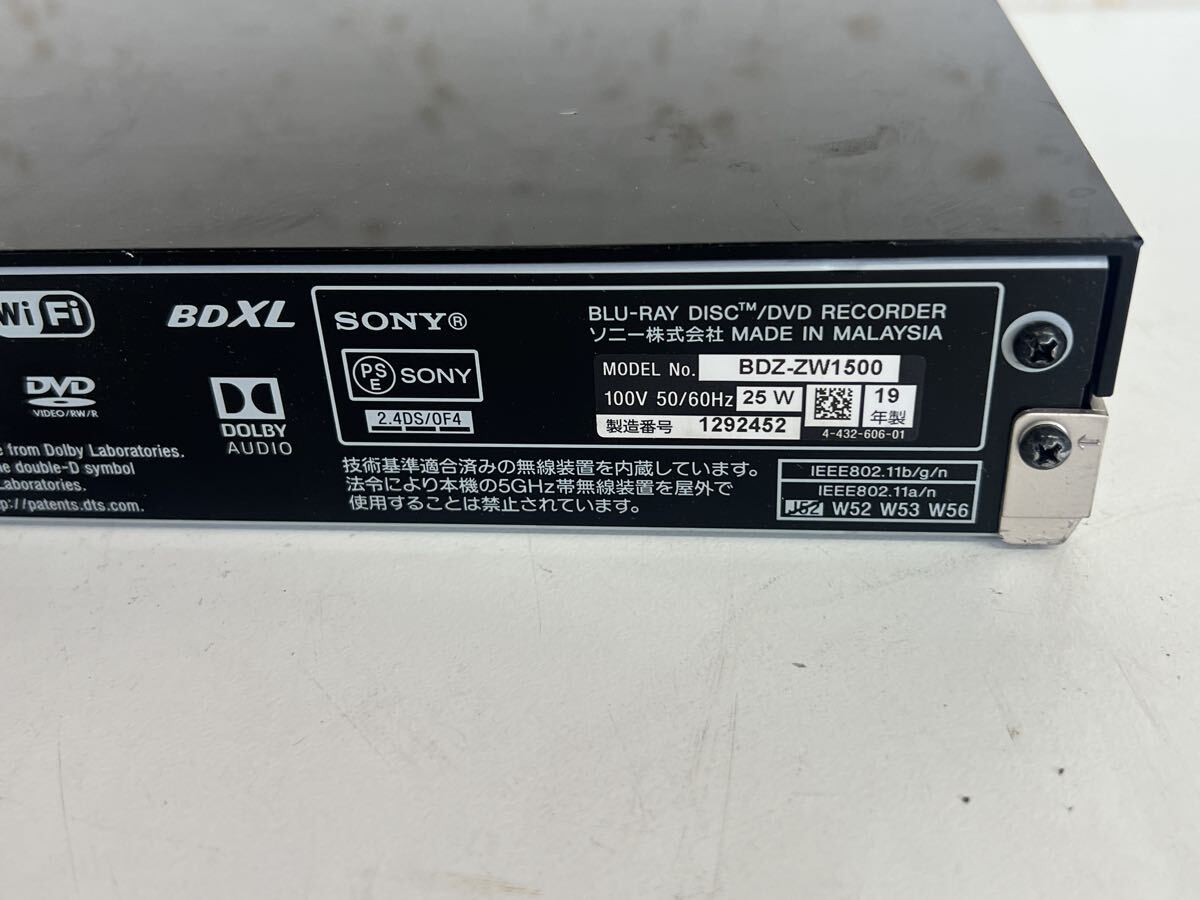 Wi Fi
BDXL
DVD
VIDEO/RW/R
DOLBY
AUDIO
from Dolby Laboratories.
double-D symbol
Laboratories.
://patents.dts.com.
SONY®
PS E SONY
2.4DS/OF4
BLU-RAY DISC™/DVD RECORDER
ソニー株式会社 MADE IN MALAYSIA
MODEL No. BDZ-ZW1500
100V 50/60Hz 25 W 19年製
製造番号 1292452 4-432-606-01
技術基準適合済みの無線装置を内蔵しています。
法令により本機の5GHz帯無線装置を屋外で
使用することは禁止されています。
IEEE802.11b/g/n
IEEE802.11a/n
J52 W52 W53 W56